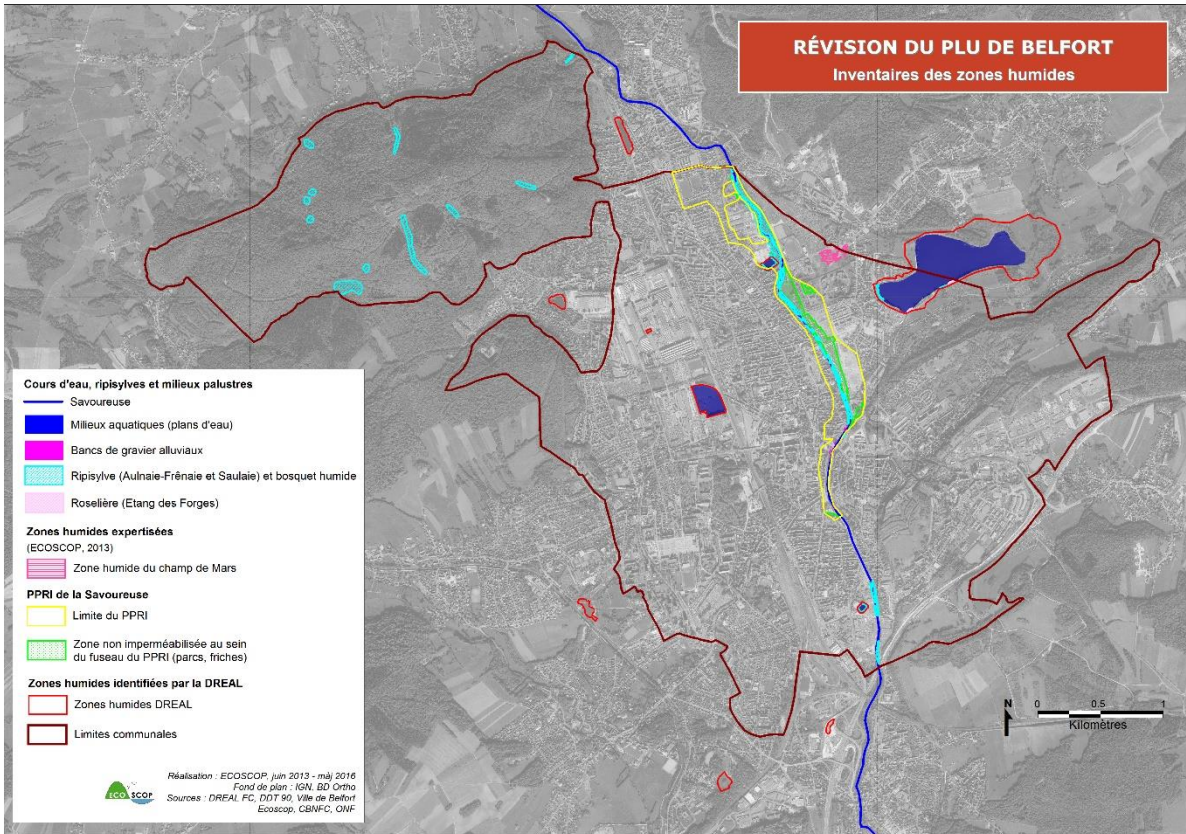 RÉVISION DU PLU DE BELFORT
Inventaires des zones humides
Cours d'eau, ripisylves et milieux palustres
Savoureuse
Milieux aquatiques (plans d'eau)
Bancs de gravier alluviaux
Ripisylve (Aulnaie-Frênaie et Saulaie) et bosquet humide
Roselière (Etang des Forges)
Zones humides expertisées
(ECOSCOP, 2013)
Zone humide du champ de Mars
PPRI de la Savoureuse
Limite du PPRI
Zone non imperméabilisée au sein
du fuseau du PPRI (parcs, friches)
Zones humides identifiées par la DREAL
Zones humides DREAL
Limites communales
Réalisation : ECOSCOP, juin 2013 - màj 2016
Fond de plan : IGN, BD Ortho
Sources : DREAL FC, DDT 90, Ville de Belfort
Ecoscop, CBNFC, ONF
ECO SCOP
N
0 0.5 1
Kilomètres